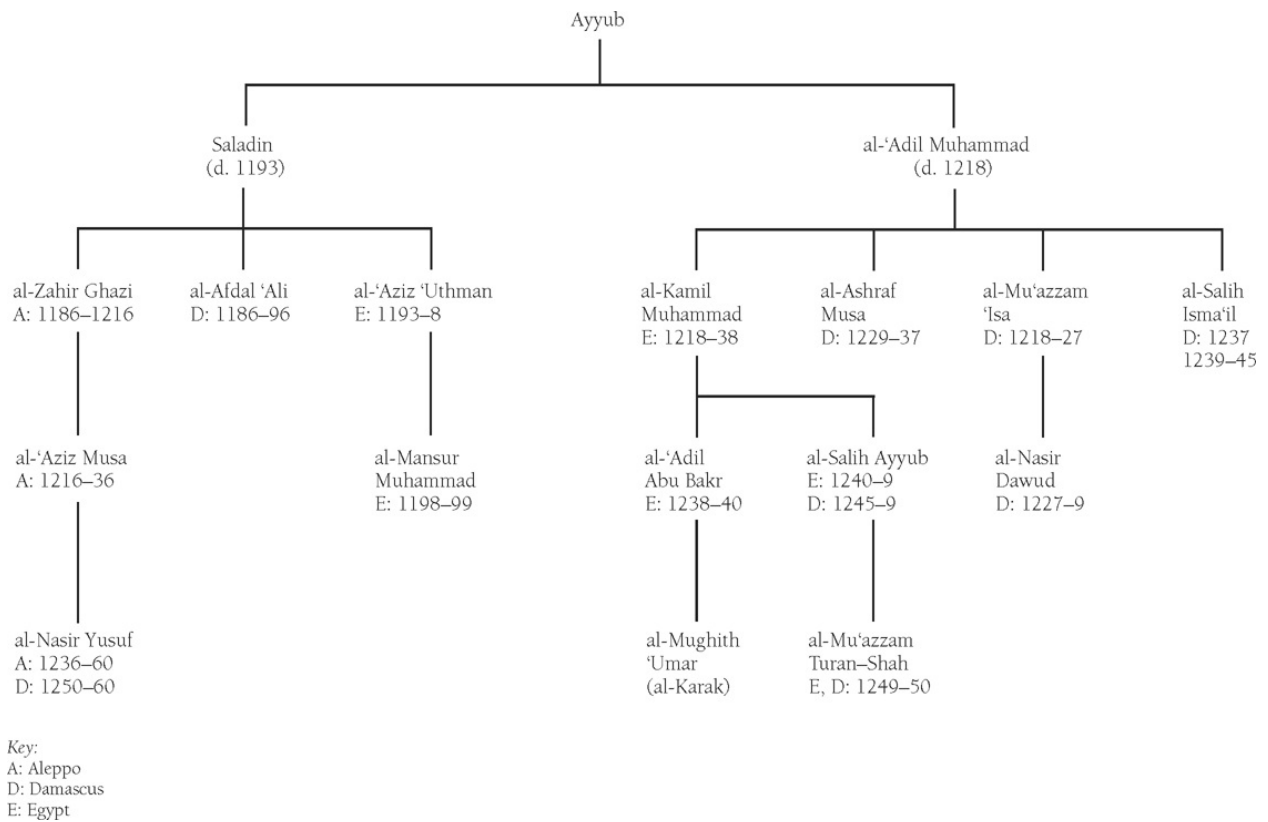 Ayyub
Saladin
(d. 1193)
al-‘Adil Muhammad
(d. 1218)
al-Zahir Ghazi
A: 1186–1216
al-Afdal ‘Ali
D: 1186–96
al-‘Aziz ‘Uthman
E: 1193–8
al-Kamil
Muhammad
E: 1218–38
al-Ashraf
Musa
D: 1229–37
al-Mu‘azzam
‘Isa
D: 1218–27
al-Salih
Isma‘il
D: 1237
1239–45
al-‘Aziz Musa
A: 1216–36
al-Mansur
Muhammad
E: 1198–99
al-‘Adil
Abu Bakr
E: 1238–40
al-Salih Ayyub
E: 1240–9
D: 1245–9
al-Nasir
Dawud
D: 1227–9
al-Nasir Yusuf
A: 1236–60
D: 1250–60
al-Mughith
‘Umar
(al-Karak)
al-Mu‘azzam
Turan–Shah
E, D: 1249–50
Key:
A: Aleppo
D: Damascus
E: Egypt